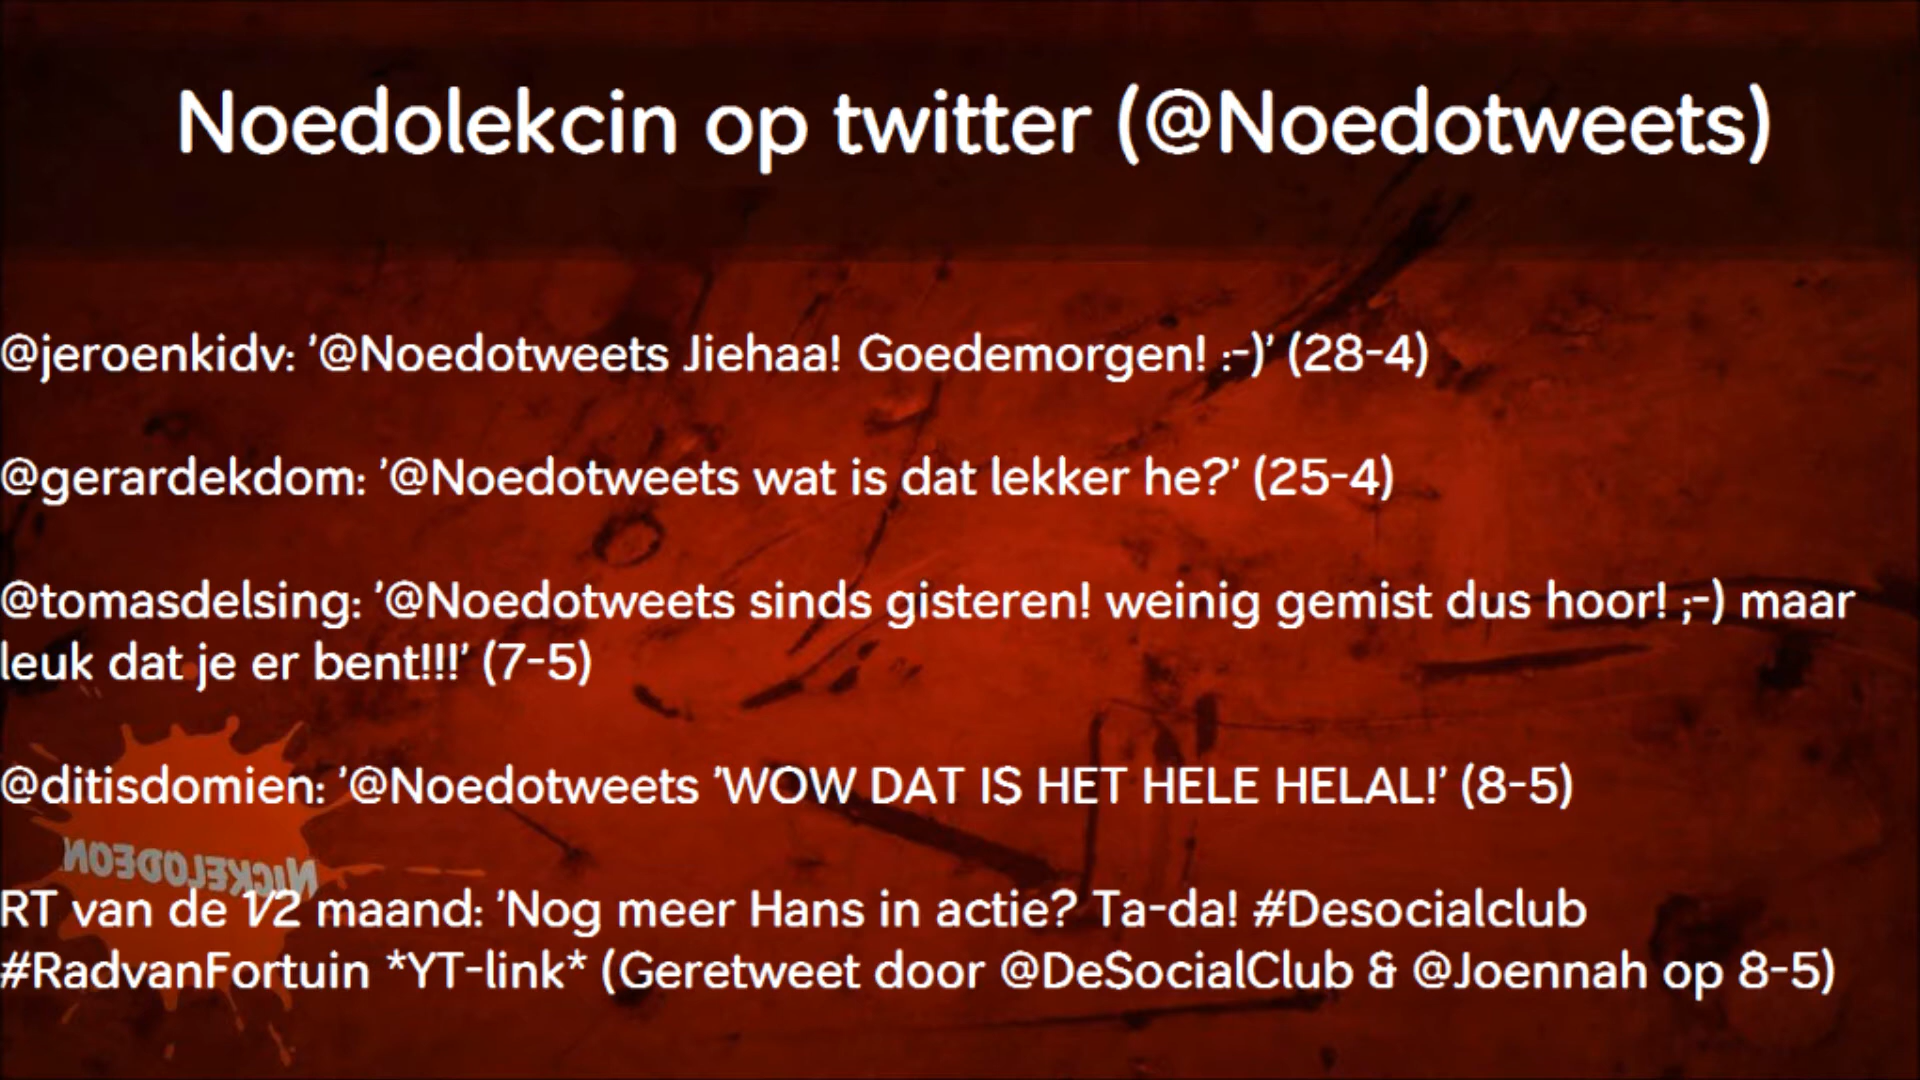 Noedolekcin op twitter (@Noedotweets)
@jeroenkidv: '@Noedotweets Jiehaa! Goedemorgen! :-)' (28-4)
@gerardekdom: '@Noedotweets wat is dat lekker he?' (25-4)
@tomasdelsing: '@Noedotweets sinds gisteren! weinig gemist dus hoor! ;-) maar
leuk dat je er bent!!!' (7-5)
@ditisdomien: '@Noedotweets 'WOW DAT IS HET HELE HELAL!' (8-5)
NICKELODEON
RT van de 1/2 maand: 'Nog meer Hans in actie? Ta-da! #Desocialclub
#RadvanFortuin *YT-link* (Geretweet door @DeSocialClub & @Joennah op 8-5)